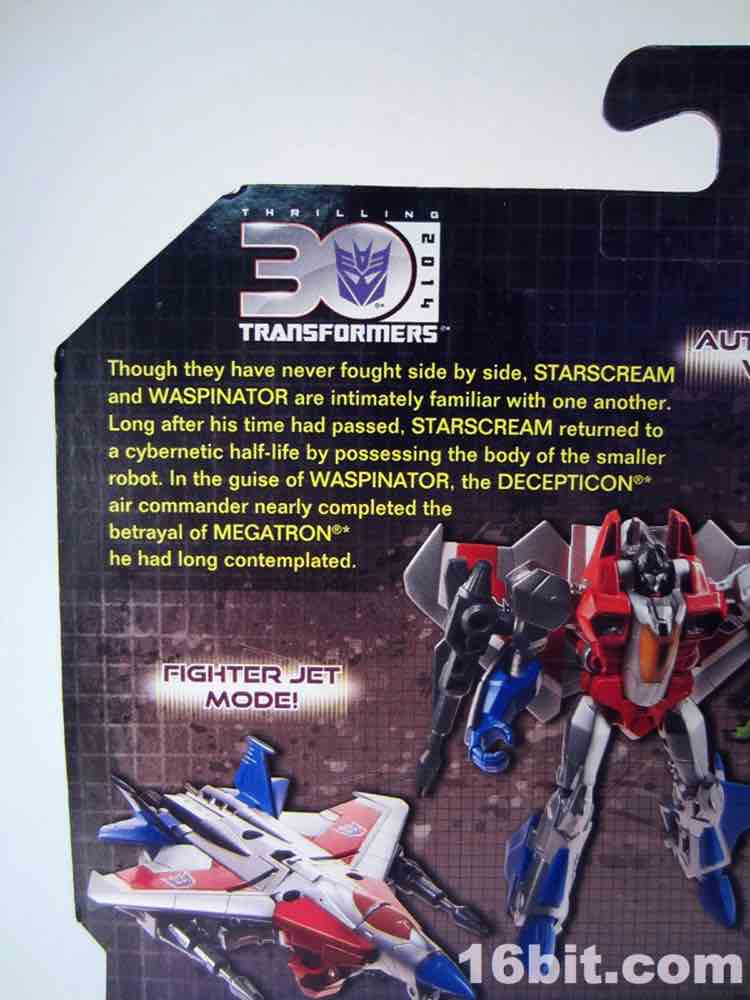 THRILLING
30
2014
TRANSFORMERS™
AUT
Though they have never fought side by side, STARSCREAM
and WASPINATOR are intimately familiar with one another.
Long after his time had passed, STARSCREAM returned to
a cybernetic half-life by possessing the body of the smaller
robot. In the guise of WASPINATOR, the DECEPTICON®*
air commander nearly completed the
betrayal of MEGATRON®*
he had long contemplated.
FIGHTER JET
MODE!
16bit.com